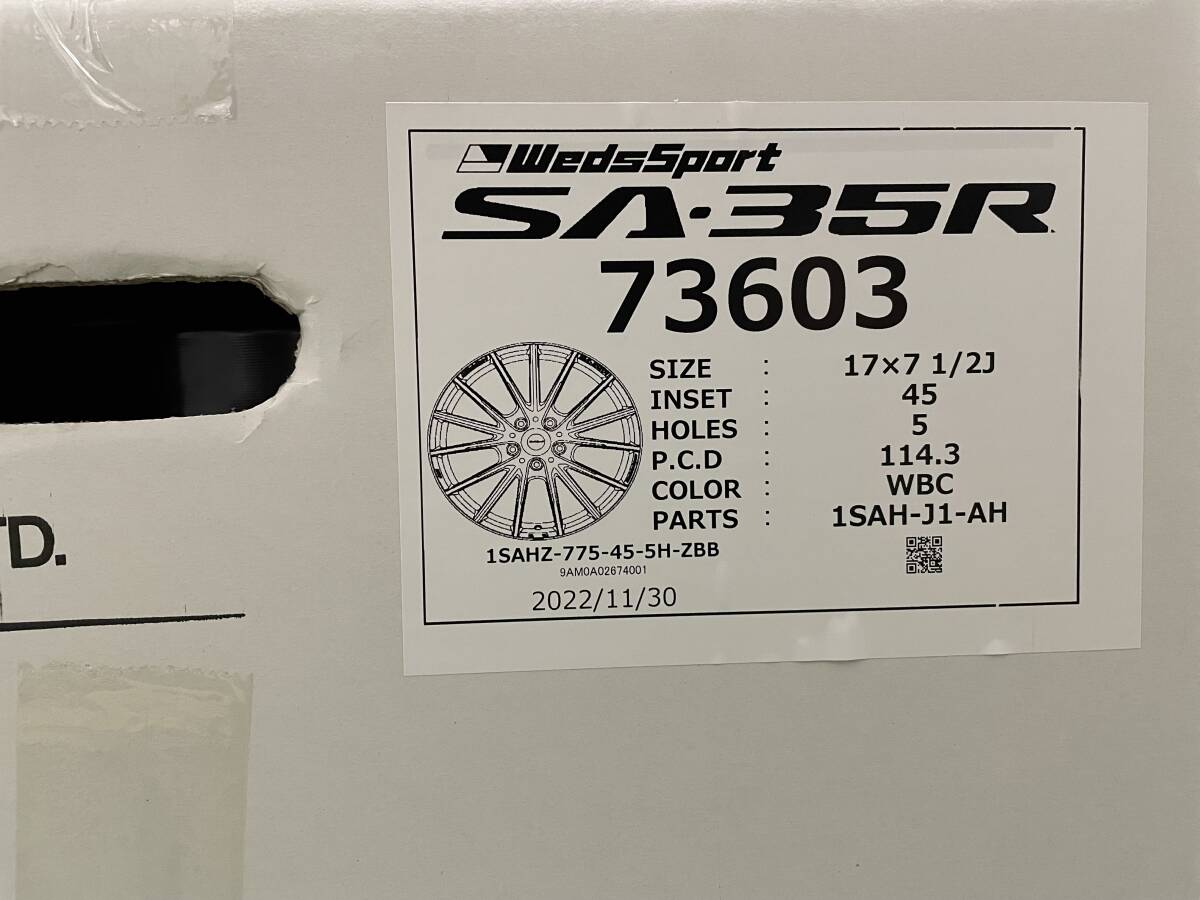 WedsSport
SA-35R
73603
SIZE : 17×7 1/2J
INSET : 45
HOLES : 5
P.C.D : 114.3
COLOR : WBC
PARTS : 1SAH-J1-AH
1SAHZ-775-45-5H-ZBB
9AM0A02674001
2022/11/30
TD.